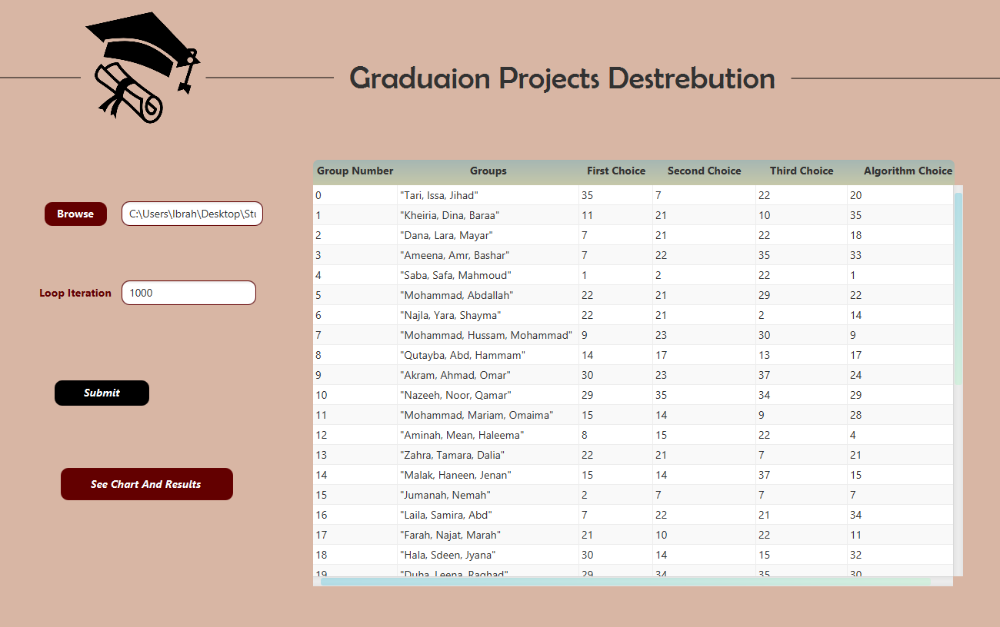 Graduaion Projects Destrebution
Browse C:\Users\Ibrah\Desktop\Stu
Loop Iteration 1000
Submit
See Chart And Results
Group Number Groups First Choice Second Choice Third Choice Algorithm Choice
0 "Tari, Issa, Jihad" 35 7 22 20
1 "Kheiria, Dina, Baraa" 11 21 10 35
2 "Dana, Lara, Mayar" 7 21 22 18
3 "Ameena, Amr, Bashar" 7 22 35 33
4 "Saba, Safa, Mahmoud" 1 2 22 1
5 "Mohammad, Abdallah" 22 21 29 22
6 "Najla, Yara, Shayma" 22 21 2 14
7 "Mohammad, Hussam, Mohammad" 9 23 30 9
8 "Qutayba, Abd, Hammam" 14 17 13 17
9 "Akram, Ahmad, Omar" 30 23 37 24
10 "Nazeeh, Noor, Qamar" 29 35 34 29
11 "Mohammad, Mariam, Omaima" 15 14 9 28
12 "Aminah, Mean, Haleema" 8 15 22 4
13 "Zahra, Tamara, Dalia" 22 21 7 21
14 "Malak, Haneen, Jenan" 15 14 37 15
15 "Jumanah, Nemah" 2 7 7 7
16 "Laila, Samira, Abd" 7 22 21 34
17 "Farah, Najat, Marah" 21 10 22 11
18 "Hala, Sdeen, Jyana" 30 14 15 32
19 "Duha, Leena, Raghad" 29 34 35 30